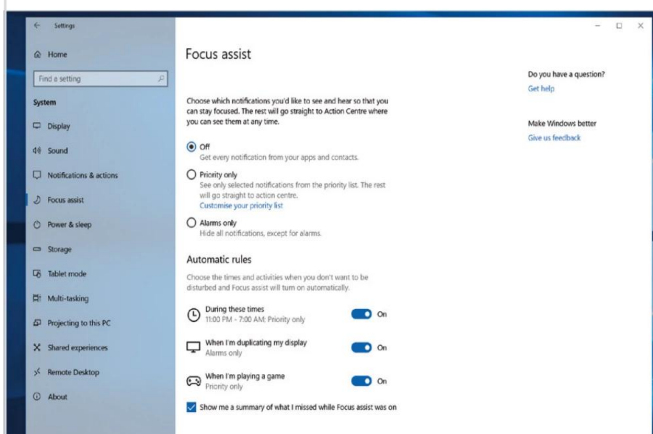 Settings
Home
Find a setting
System
Display
Sound
Notifications & actions
Focus assist
Power & sleep
Storage
Tablet mode
Multi-tasking
Projecting to this PC
Shared experiences
Remote Desktop
About
Focus assist
Choose which notifications you'd like to see and hear so that you
can stay focused. The rest will go straight to Action Centre where
you can see them at any time.
Off
Get every notification from your apps and contacts.
Priority only
See only selected notifications from the priority list. The rest
will go straight to action centre.
Customise your priority list
Alarms only
Hide all notifications, except for alarms.
Automatic rules
Choose the times and activities when you don't want to be
disturbed and Focus assist will turn on automatically.
During these times
11:00 PM - 7:00 AM; Priority only
On
When I'm duplicating my display
Alarms only
On
When I'm playing a game
Priority only
On
Show me a summary of what I missed while Focus assist was on
Do you have a question?
Get help
Make Windows better
Give us feedback